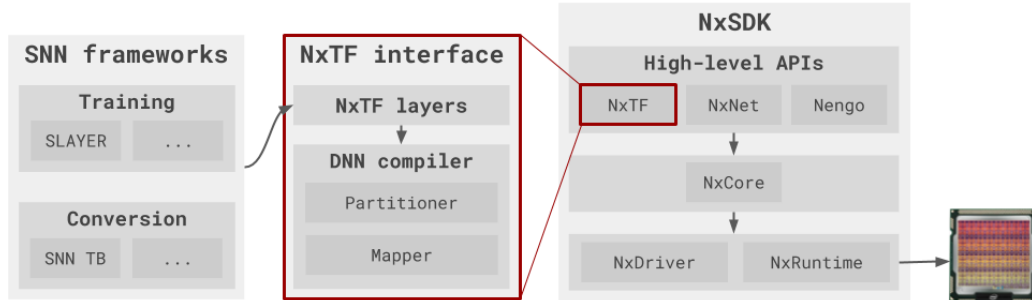 SNN frameworks
Training
SLAYER
...
Conversion
SNN TB
...
NxTF interface
NxTF layers
DNN compiler
Partitioner
Mapper
NxSDK
High-level APIs
NxTF
NxNet
Nengo
NxCore
NxDriver
NxRuntime